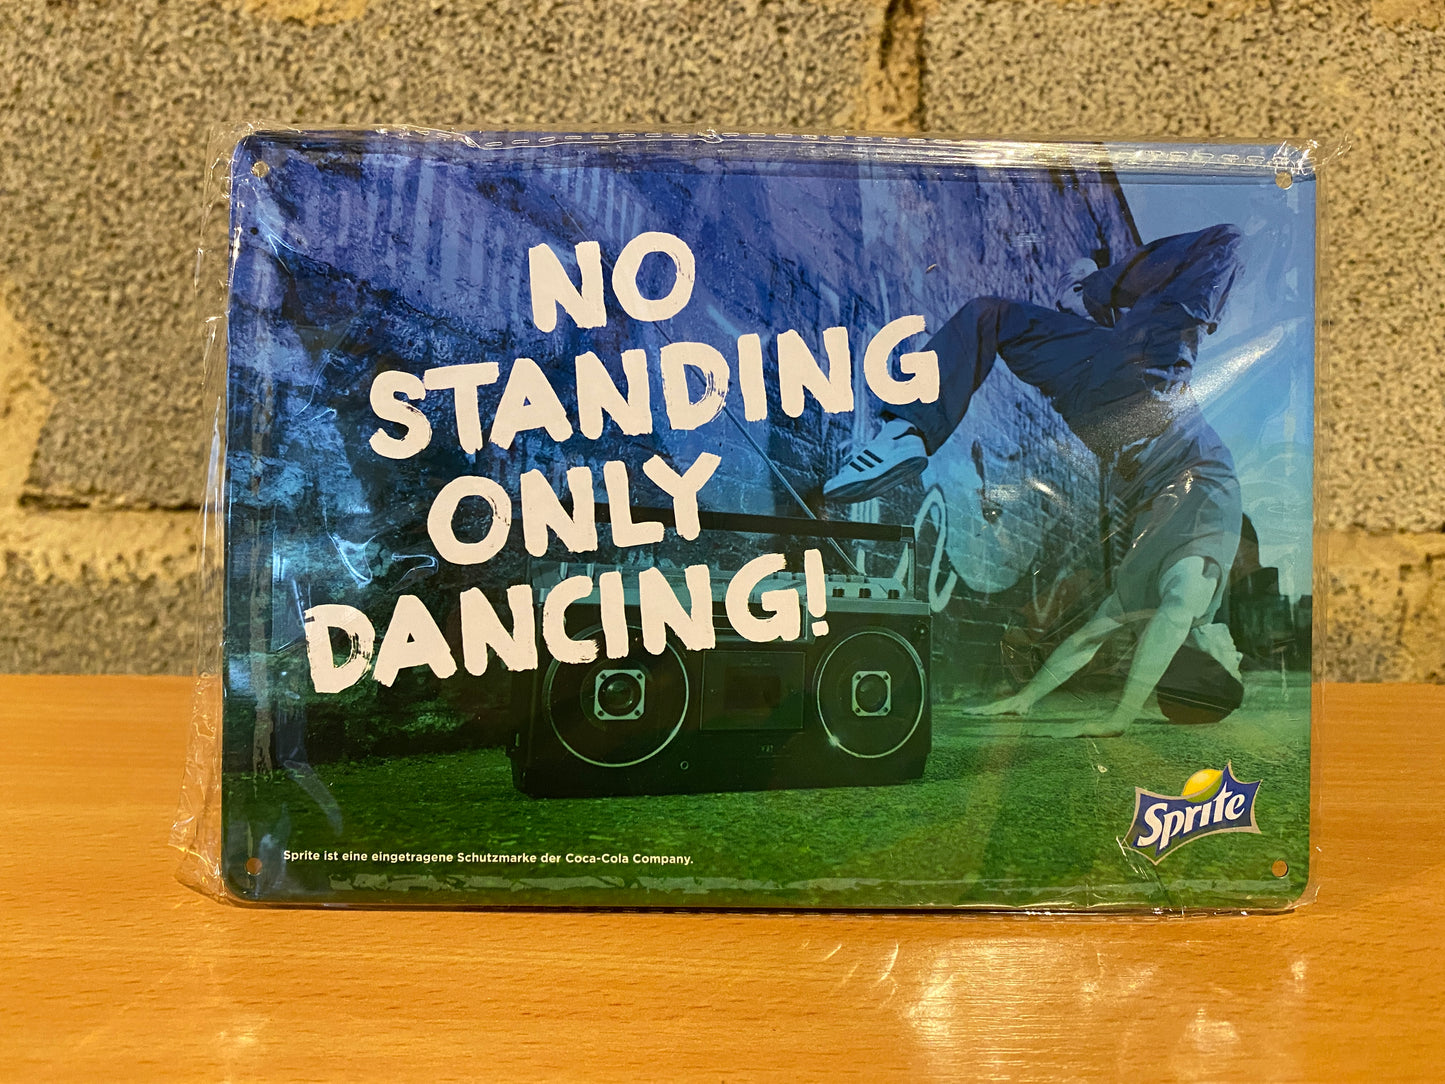 NO
STANDING
ONLY
DANCING!
Sprite
Sprite ist eine eingetragene Schutzmarke der Coca-Cola Company.